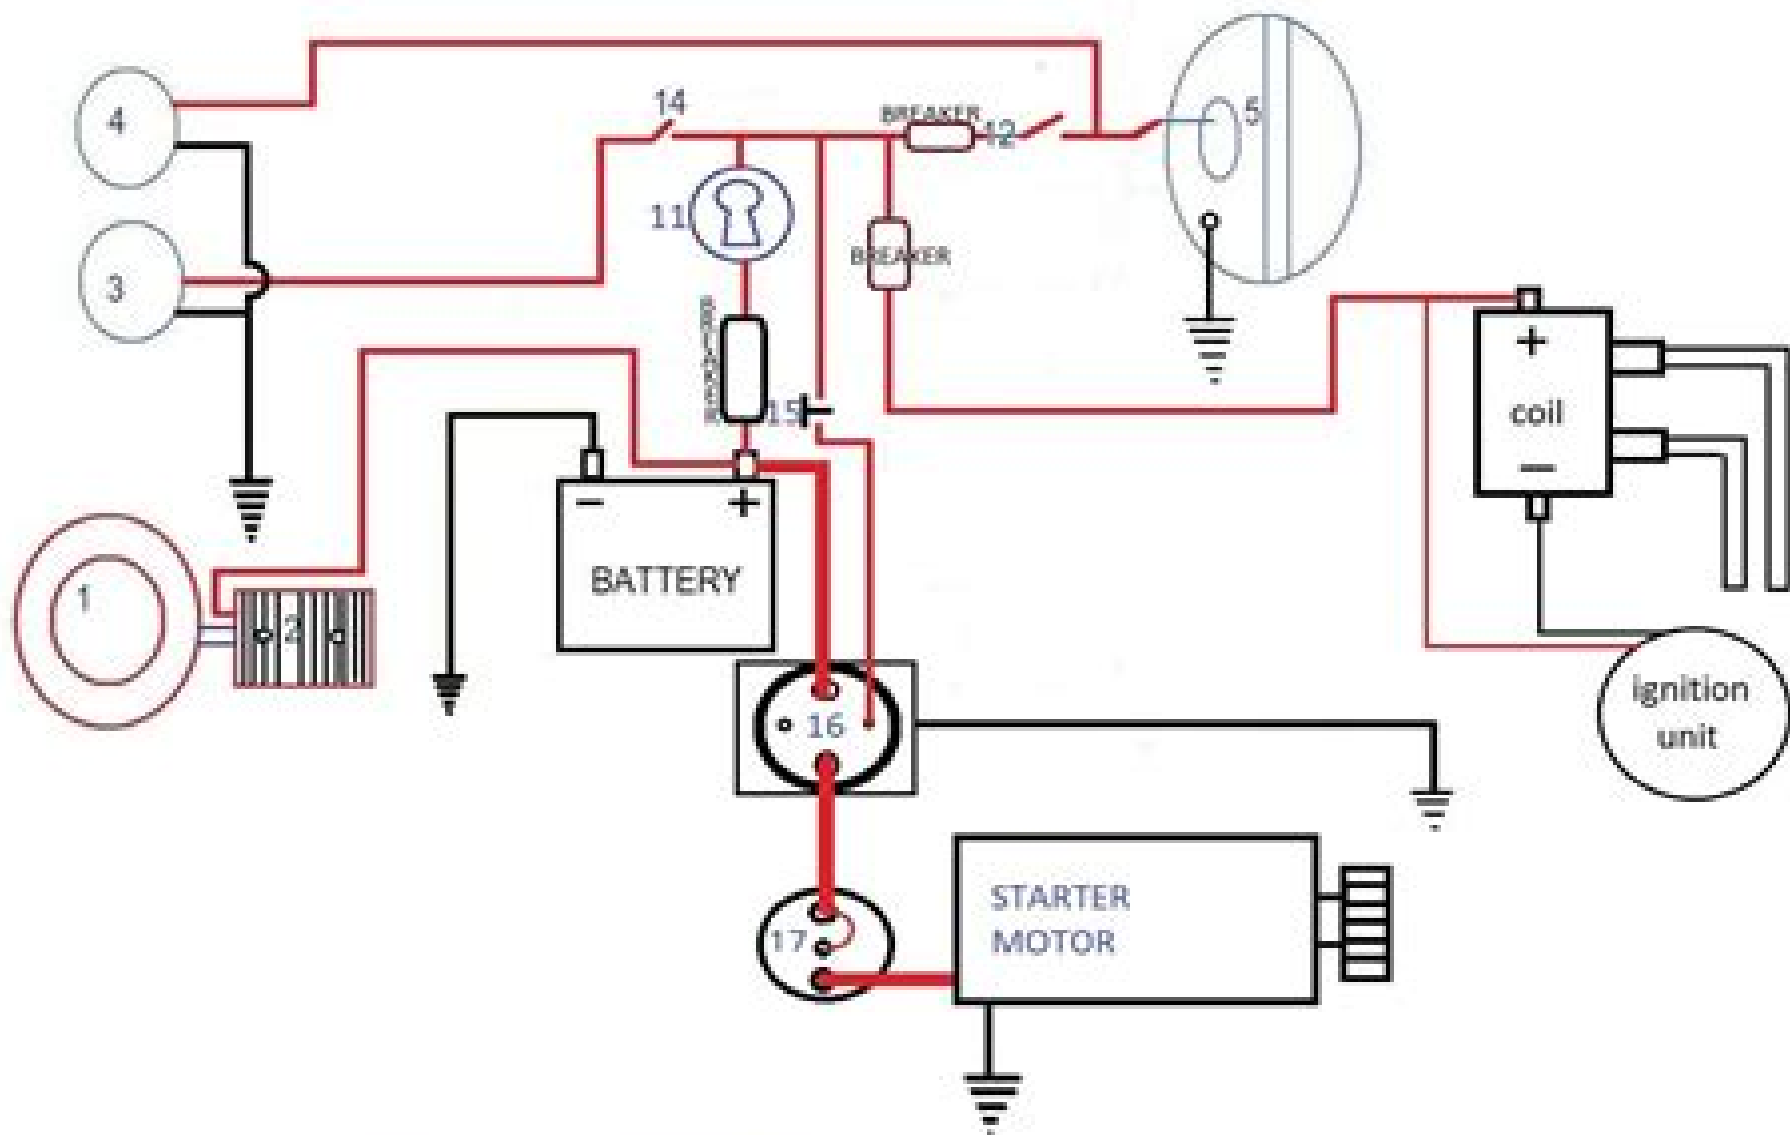 4
14
BREAKER
12
5
11
BREAKER
3
+
coil
15
—
- +
BATTERY
1
2
ignition
unit
16
STARTER
MOTOR
17